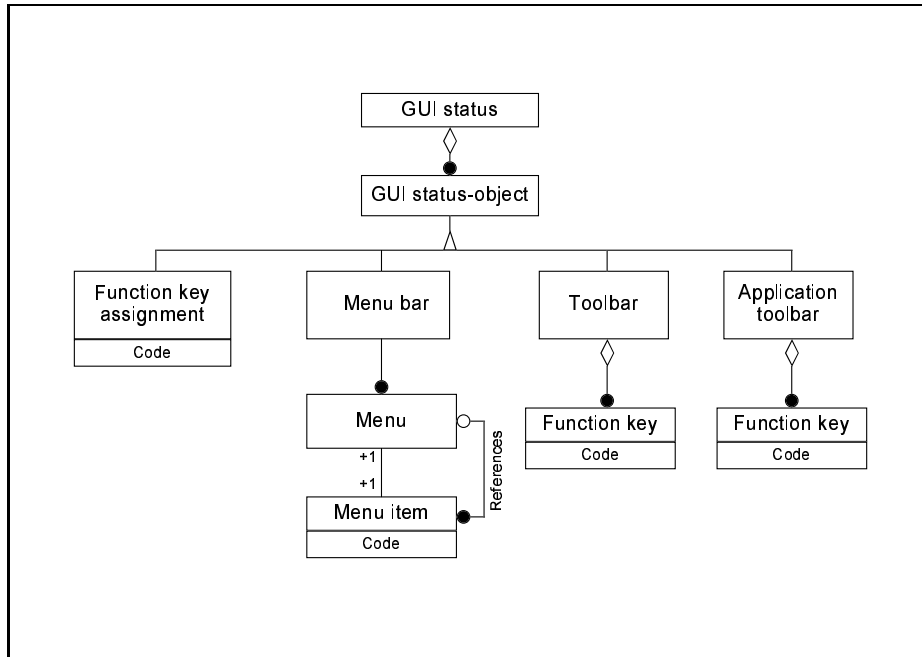 GUI status
GUI status-object
Function key
assignment
Code
Menu bar
Toolbar
Application
toolbar
Menu
+1
+1
References
Menu item
Code
Function key
Code
Function key
Code